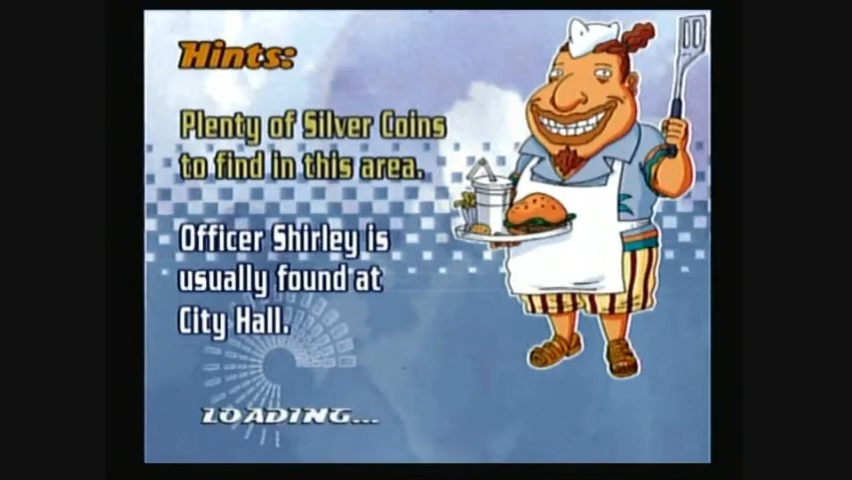 Hints:
Plenty of Silver Coins
to find in this area.
Officer Shirley is
usually found at
City Hall.
LOADING...